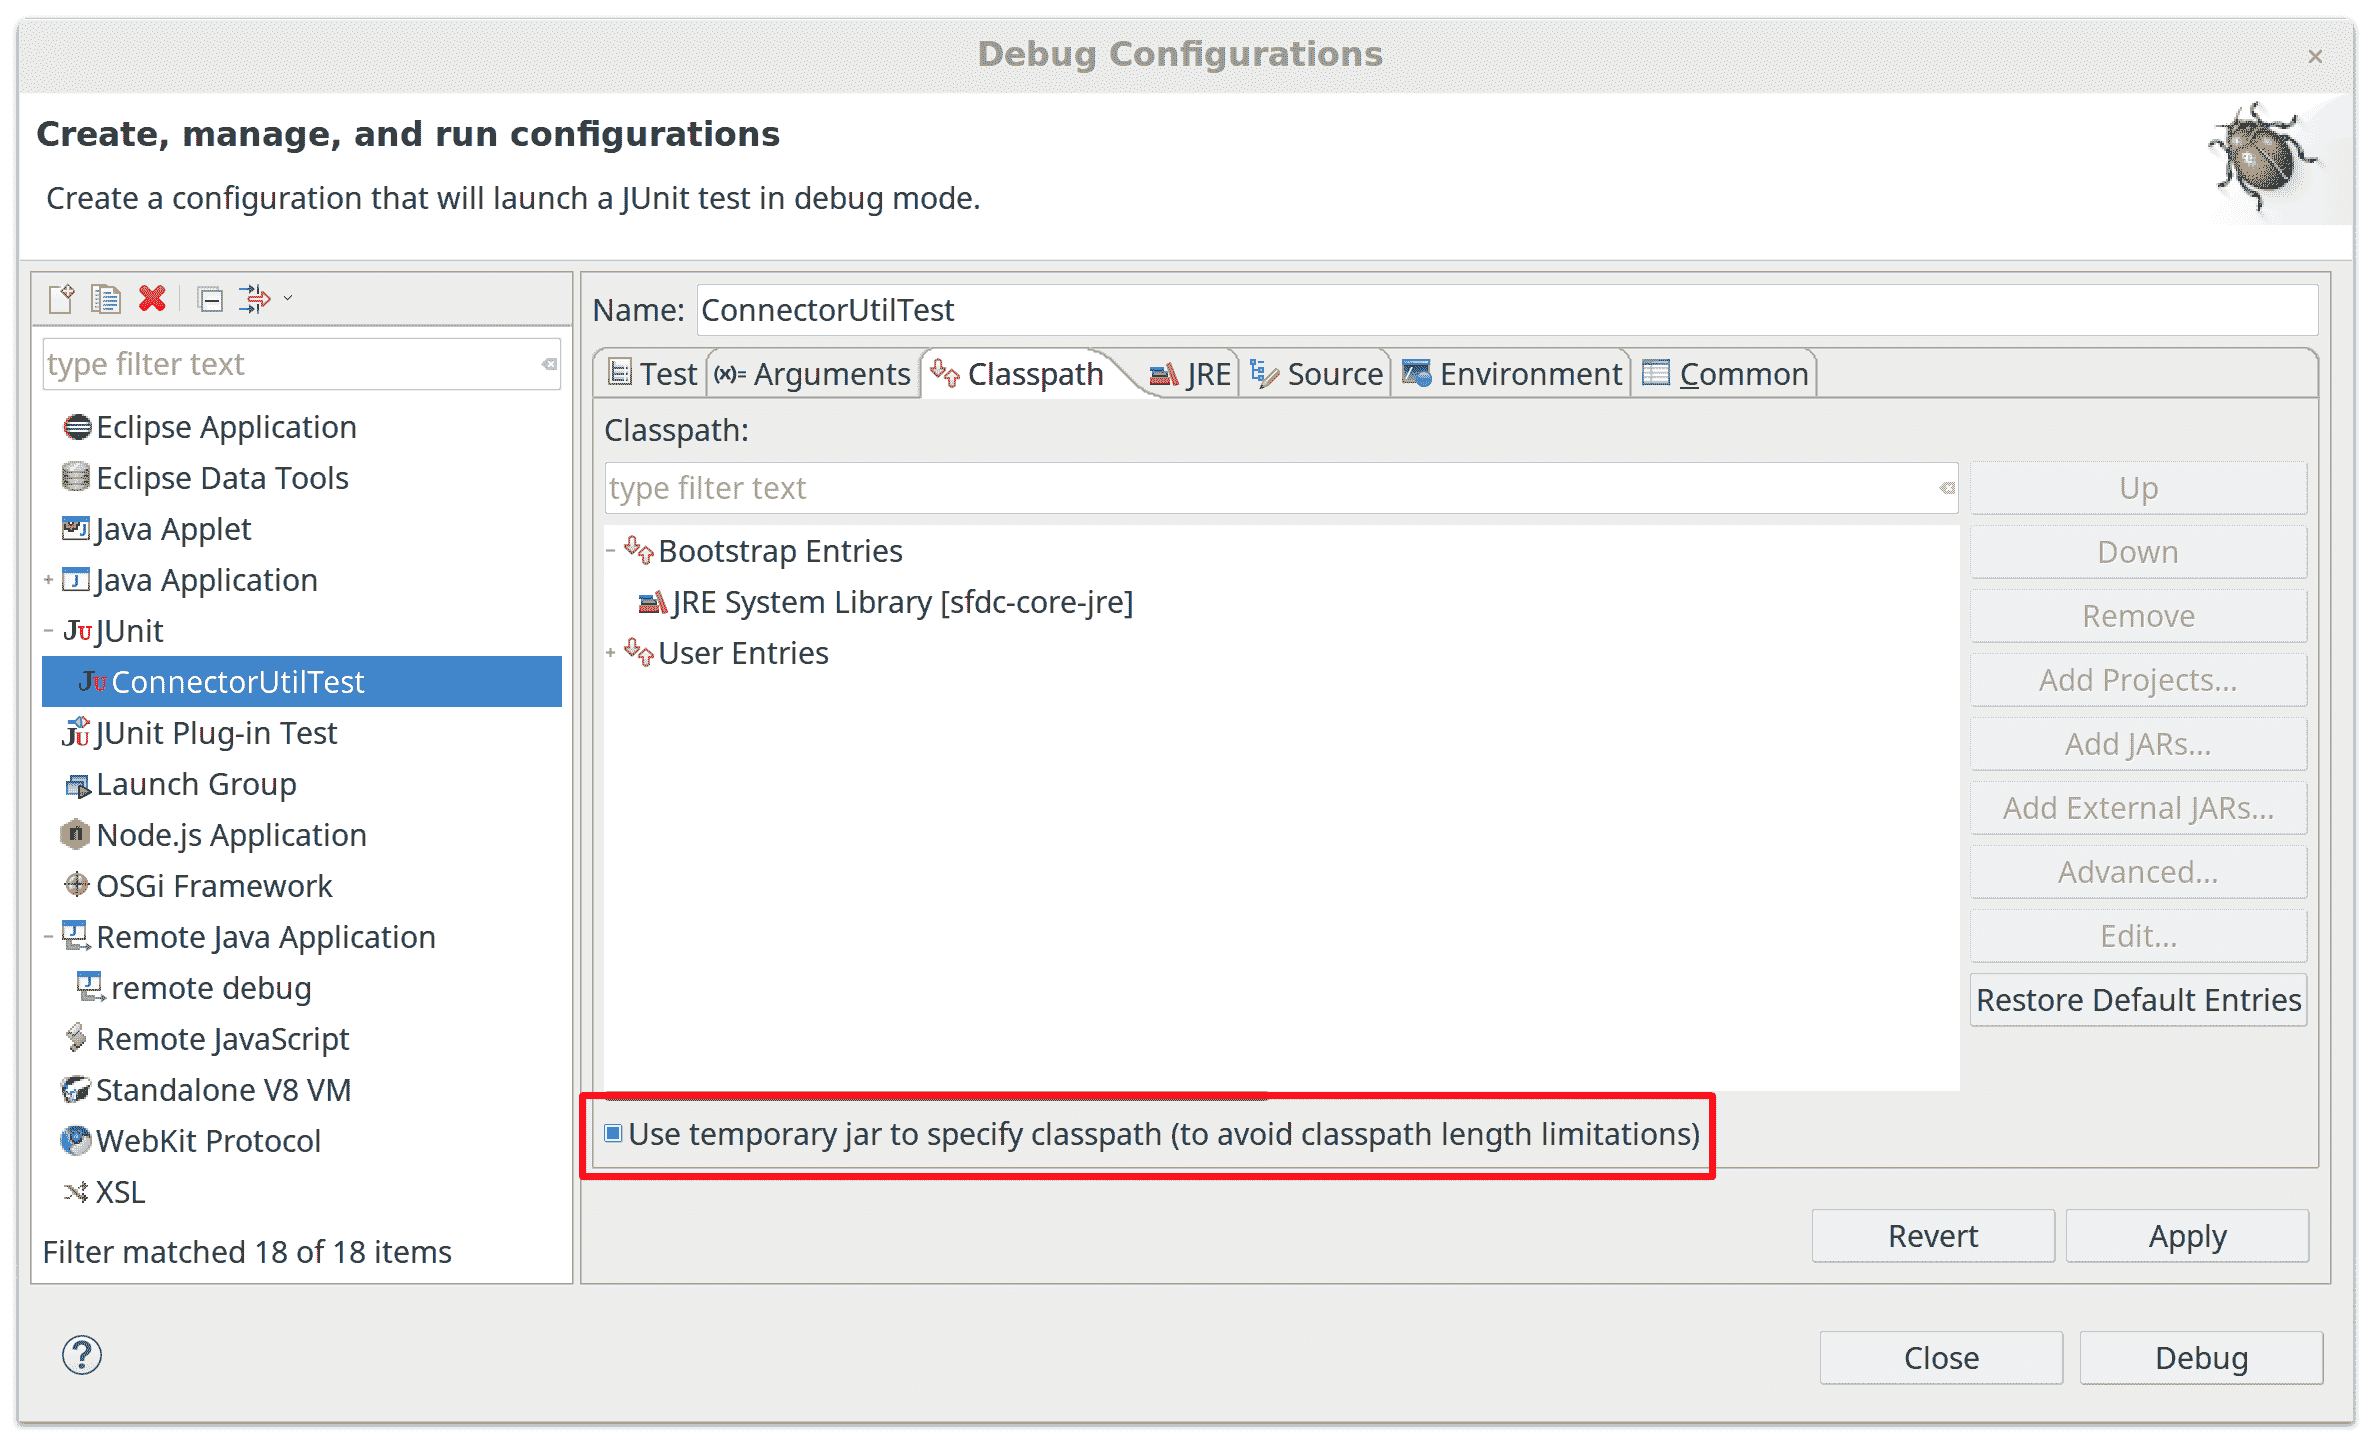 Debug Configurations
Create, manage, and run configurations
Create a configuration that will launch a JUnit test in debug mode.
type filter text
Eclipse Application
Eclipse Data Tools
Java Applet
Java Application
JUnit
ConnectorUtilTest
JUnit Plug-in Test
Launch Group
Node.js Application
OSGi Framework
Remote Java Application
remote debug
Remote JavaScript
Standalone V8 VM
WebKit Protocol
XSL
Filter matched 18 of 18 items
Name: ConnectorUtilTest
Test (x)= Arguments Classpath JRE Source Environment Common
Classpath:
type filter text
Bootstrap Entries
JRE System Library [sfdc-core-jre]
User Entries
Up
Down
Remove
Add Projects...
Add JARs...
Add External JARs...
Advanced...
Edit...
Restore Default Entries
Use temporary jar to specify classpath (to avoid classpath length limitations)
Revert Apply
? Close Debug